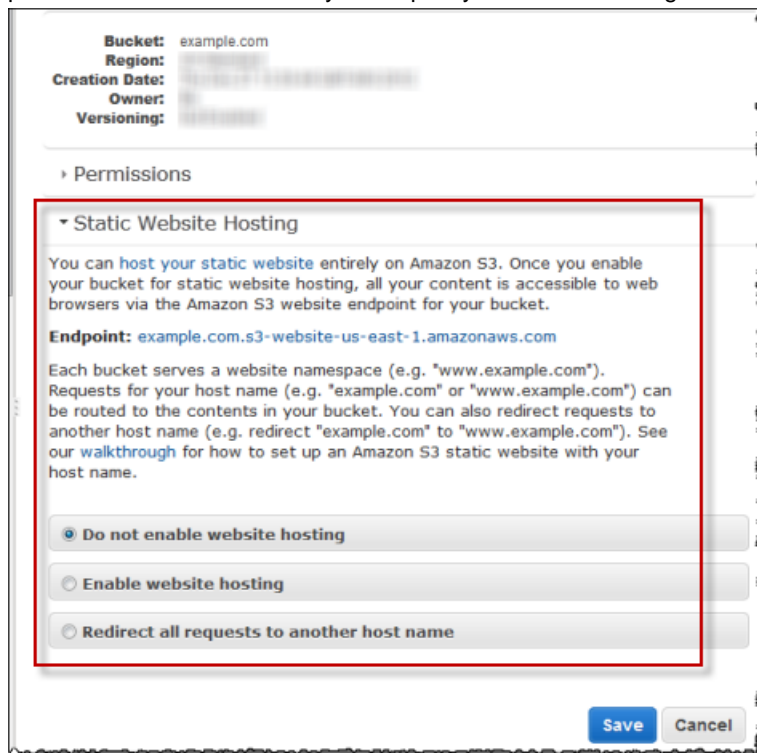 Bucket: example.com
Region:
Creation Date:
Owner:
Versioning:
Permissions
Static Website Hosting
You can host your static website entirely on Amazon S3. Once you enable
your bucket for static website hosting, all your content is accessible to web
browsers via the Amazon S3 website endpoint for your bucket.
Endpoint: example.com.s3-website-us-east-1.amazonaws.com
Each bucket serves a website namespace (e.g. "www.example.com").
Requests for your host name (e.g. "example.com" or "www.example.com") can
be routed to the contents in your bucket. You can also redirect requests to
another host name (e.g. redirect "example.com" to "www.example.com"). See
our walkthrough for how to set up an Amazon S3 static website with your
host name.
Do not enable website hosting
Enable website hosting
Redirect all requests to another host name
Save Cancel